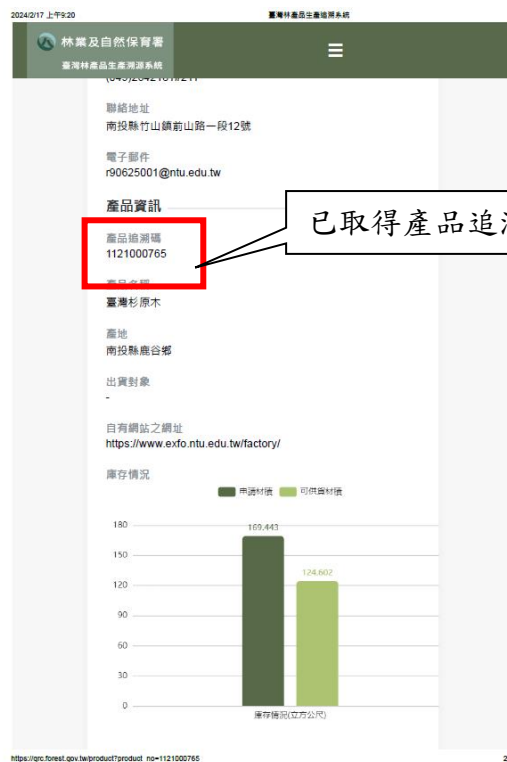 2024/2/17 上午9:20
臺灣林產品生產追溯系統
林業及自然保育署
臺灣林產品生產溯源系統
聯絡地址
南投縣竹山鎮前山路一段12號
電子郵件
r90625001@ntu.edu.tw
產品資訊
已取得產品追
產品追溯碼
1121000765
臺灣杉原木
產地
南投縣鹿谷鄉
出貨對象
-
自有網站之網址
https://www.exfo.ntu.edu.tw/factory/
庫存情況
申請材積 可供貨材積
180
169.443
150
124.602
120
90
60
30
0
庫存情況(立方公尺)
https://qrc.forest.gov.tw/product?product_no=1121000765
2